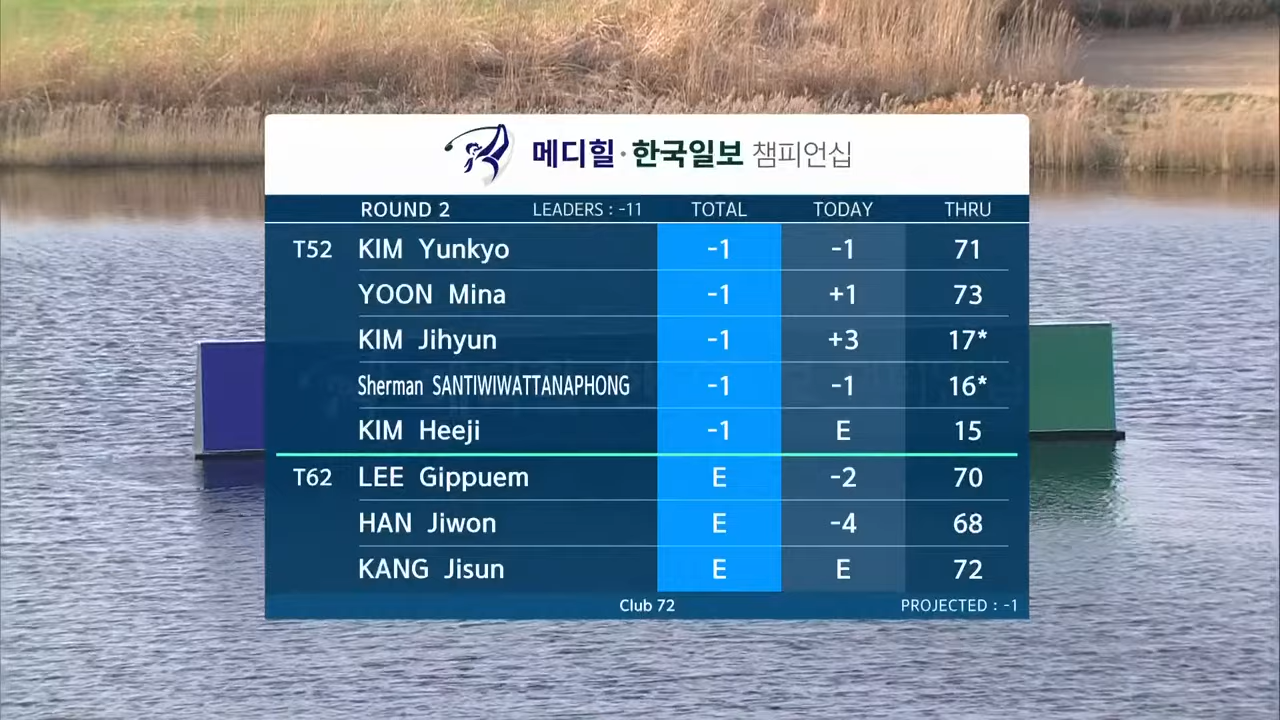 메디힐·한국일보 챔피언십
ROUND 2 LEADERS : -11 TOTAL TODAY THRU
T52 KIM Yunkyo -1 -1 71
YOON Mina -1 +1 73
KIM Jihyun -1 +3 17*
Sherman SANTIWIWATTANAPHONG -1 -1 16*
KIM Heeji -1 E 15
T62 LEE Gippuem E -2 70
HAN Jiwon E -4 68
KANG Jisun E E 72
Club 72 PROJECTED : -1